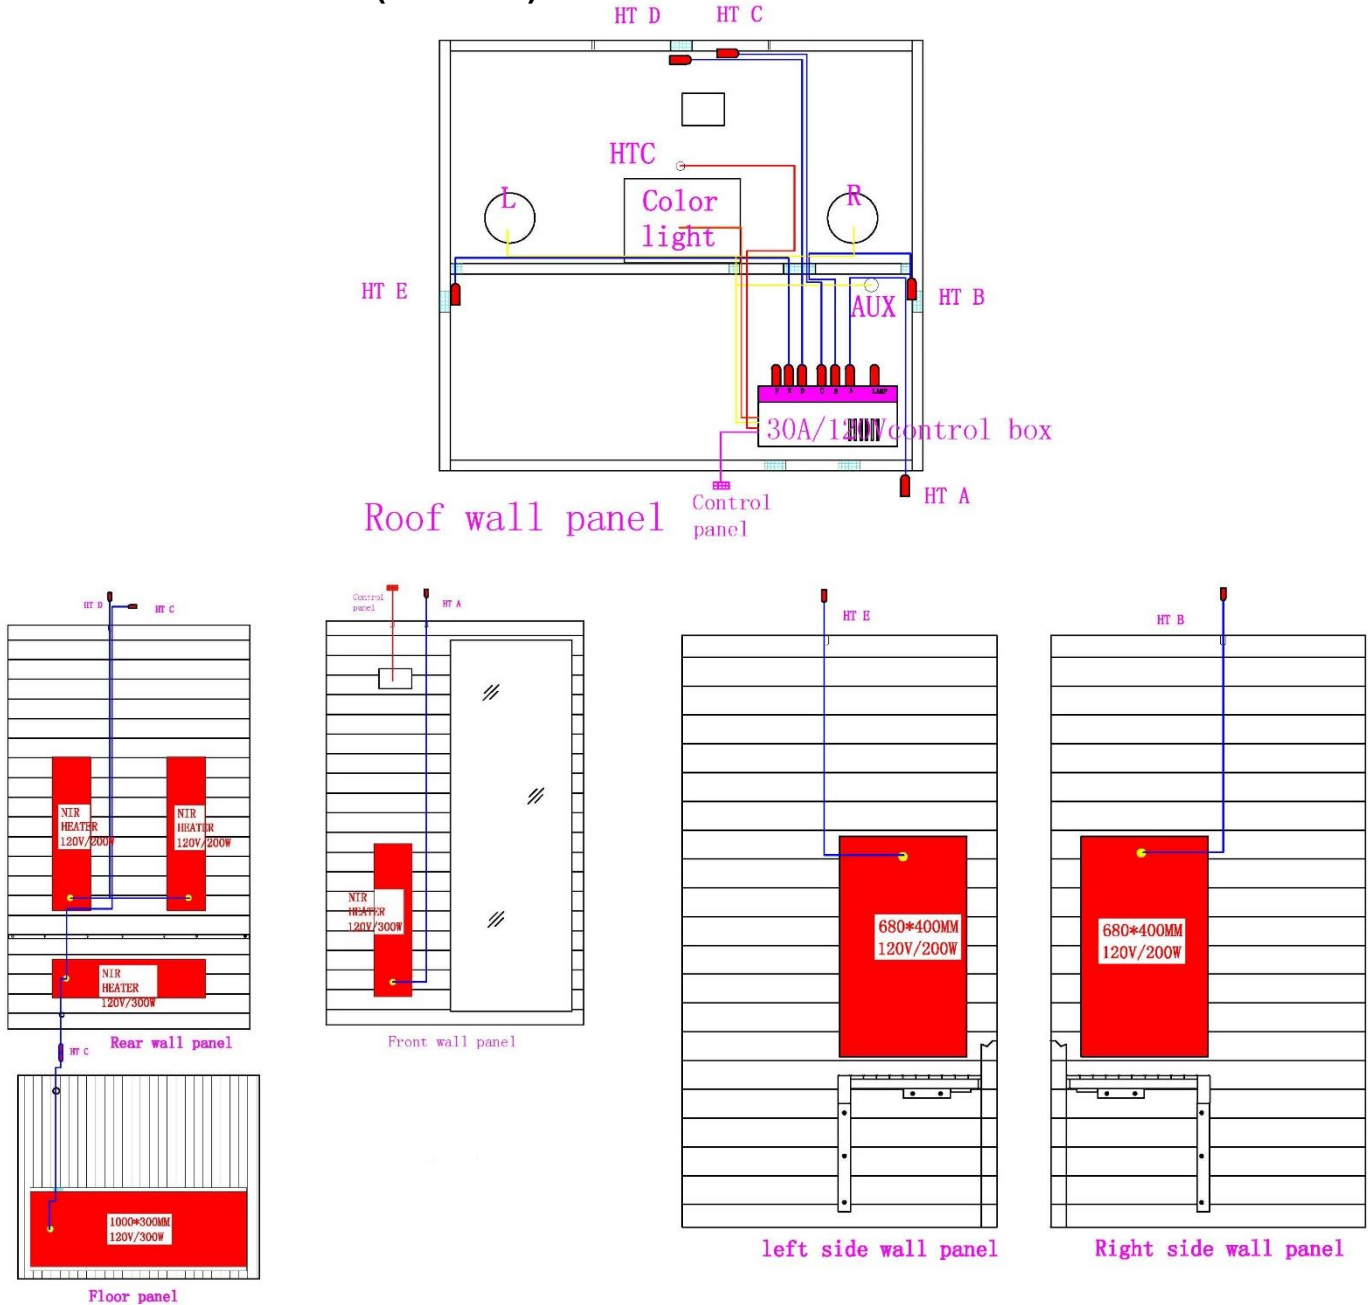 HT D
HT C
HTC
L
Color
light
R
HT E
HT B
AUX
F E D C B A LAMP
30A/120Vcontrol box
HT A
Control
panel
Roof wall panel
HT D
HT C
NIR
HEATER
120V/200W
NIR
HEATER
120V/200W
NIR
HEATER
120V/300W
Rear wall panel
HT C
1000*300MM
120V/300W
Floor panel
Control
panel
HT A
NIR
HEATER
120V/300W
Front wall panel
HT E
680*400MM
120V/200W
left side wall panel
HT B
680*400MM
120V/200W
Right side wall panel